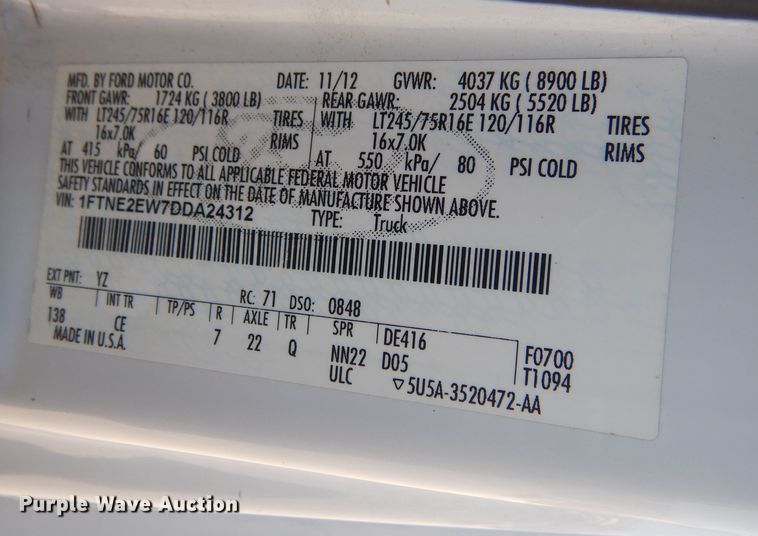 MFD. BY FORD MOTOR CO. DATE: 11/12 GVWR: 4037 KG ( 8900 LB)
FRONT GAWR: 1724 KG ( 3800 LB) REAR GAWR: 2504 KG ( 5520 LB)
WITH LT245/75R16E 120/116R TIRES WITH LT245/75R16E 120/116R TIRES
16x7.0K RIMS 16x7.0K RIMS
AT 415 kPa/ 60 PSI COLD AT 550 kPa/ 80 PSI COLD
THIS VEHICLE CONFORMS TO ALL APPLICABLE FEDERAL MOTOR VEHICLE
SAFETY STANDARDS IN EFFECT ON THE DATE OF MANUFACTURE SHOWN ABOVE.
VIN: 1FTNE2EW7DDA24312 TYPE: Truck
EXT PNT: YZ RC: 71 DSO: 0848
WB INT TR TP/PS R AXLE TR SPR DE416 F0700
138 CE 7 22 Q NN22 D05 T1094
MADE IN U.S.A. ULC ▽5U5A-3520472-AA
Purple Wave Auction